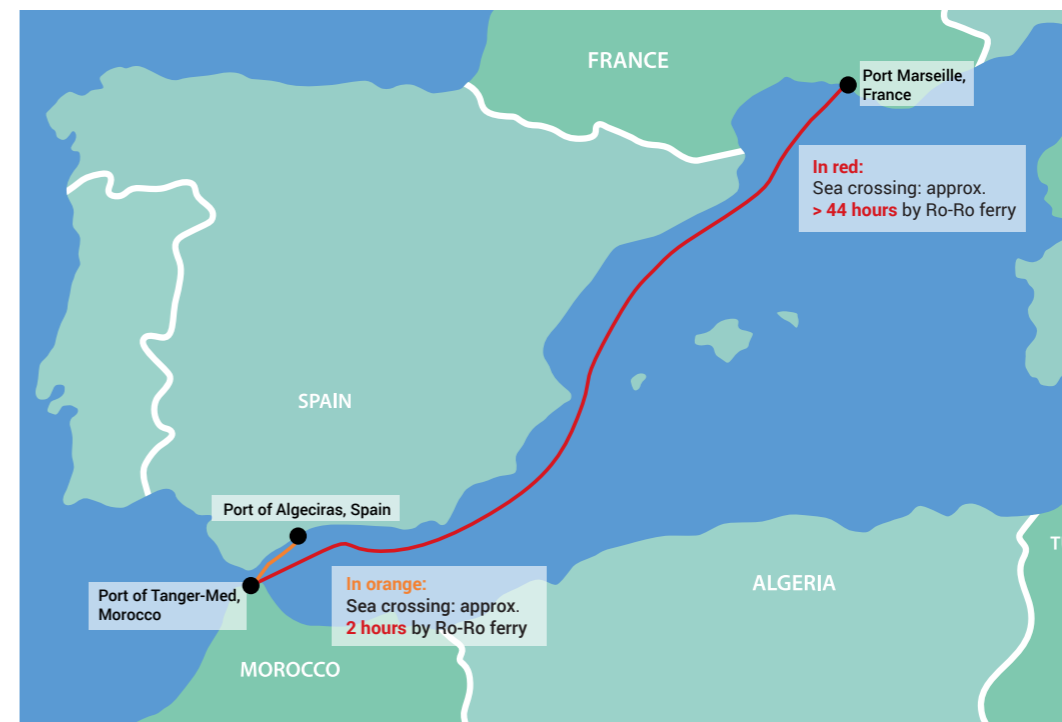 FRANCE
Port Marseille,
France
In red:
Sea crossing: approx.
> 44 hours by Ro-Ro ferry
SPAIN
Port of Algeciras, Spain
T
Port of Tanger-Med,
Morocco
In orange:
Sea crossing: approx.
2 hours by Ro-Ro ferry
ALGERIA
MOROCCO